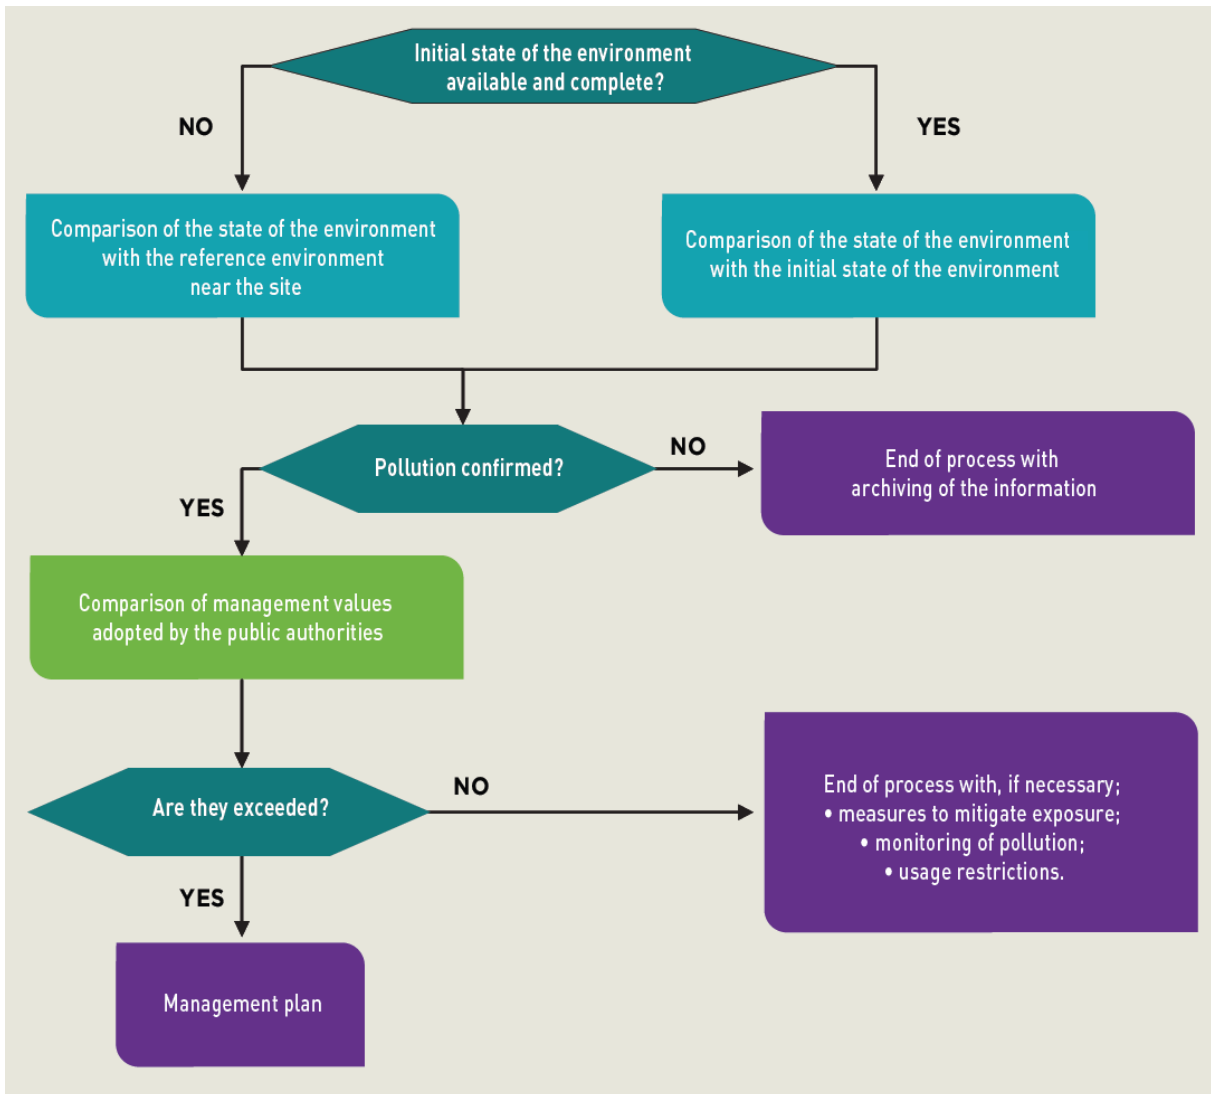 Initial state of the environment
available and complete?
NO
YES
Comparison of the state of the environment
with the reference environment
near the site
Comparison of the state of the environment
with the initial state of the environment
Pollution confirmed?
NO
End of process with
archiving of the information
YES
Comparison of management values
adopted by the public authorities
Are they exceeded?
NO
End of process with, if necessary;
• measures to mitigate exposure;
• monitoring of pollution;
• usage restrictions.
YES
Management plan